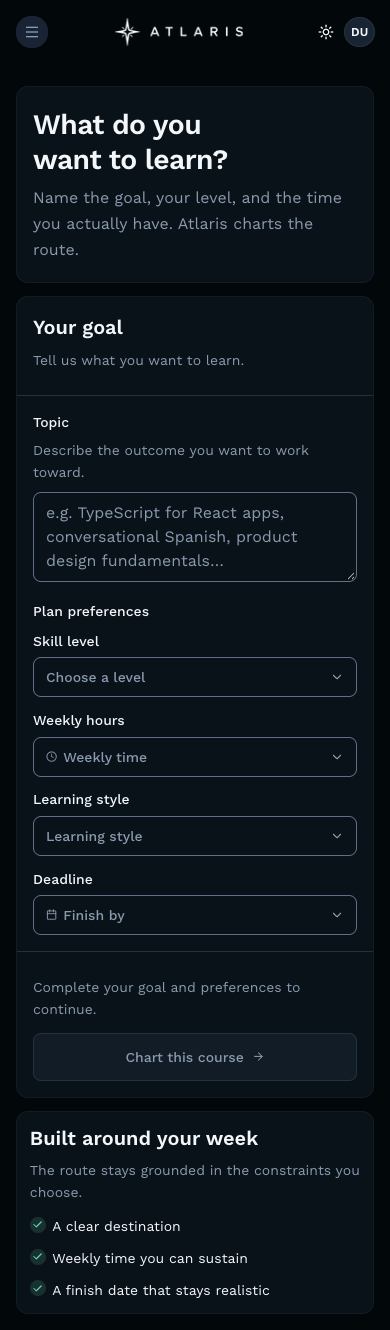 ATLARIS
DU
What do you
want to learn?
Name the goal, your level, and the time
you actually have. Atlaris charts the
route.
Your goal
Tell us what you want to learn.
Topic
Describe the outcome you want to work
toward.
e.g. TypeScript for React apps,
conversational Spanish, product
design fundamentals...
Plan preferences
Skill level
Choose a level
Weekly hours
Weekly time
Learning style
Learning style
Deadline
Finish by
Complete your goal and preferences to
continue.
Chart this course →
Built around your week
The route stays grounded in the constraints you
choose.
A clear destination
Weekly time you can sustain
A finish date that stays realistic